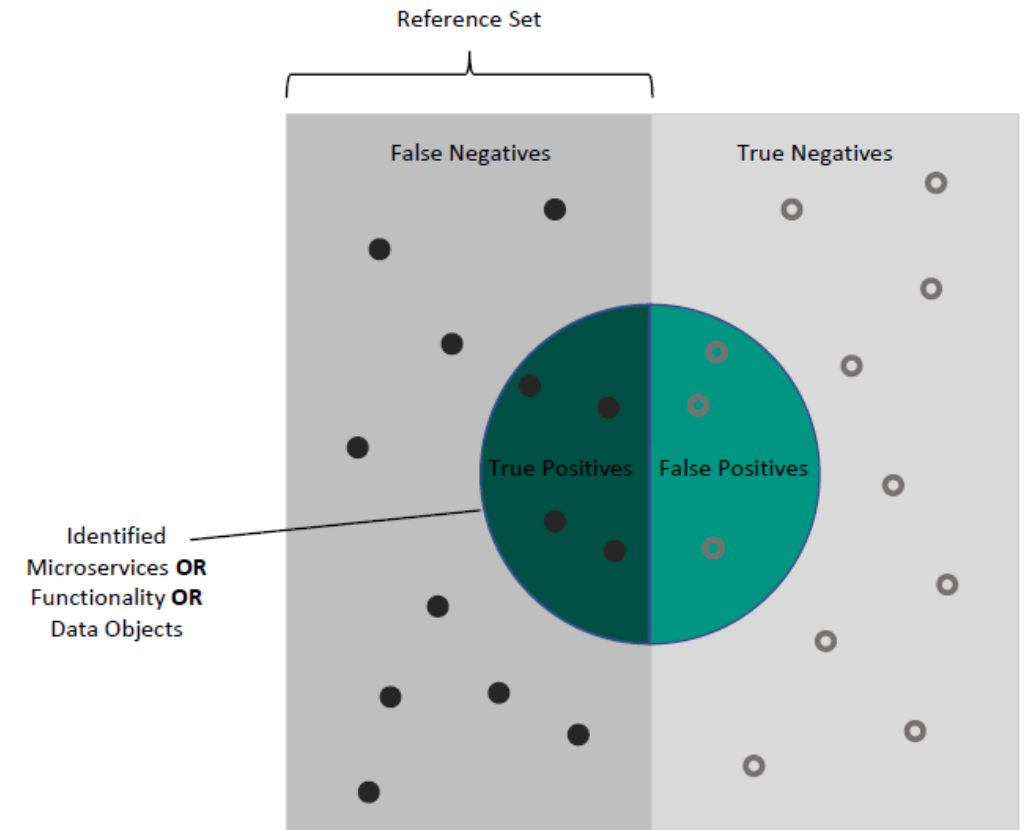 Reference Set
False Negatives
True Negatives
True Positives
False Positives
Identified
Microservices OR
Functionality OR
Data Objects